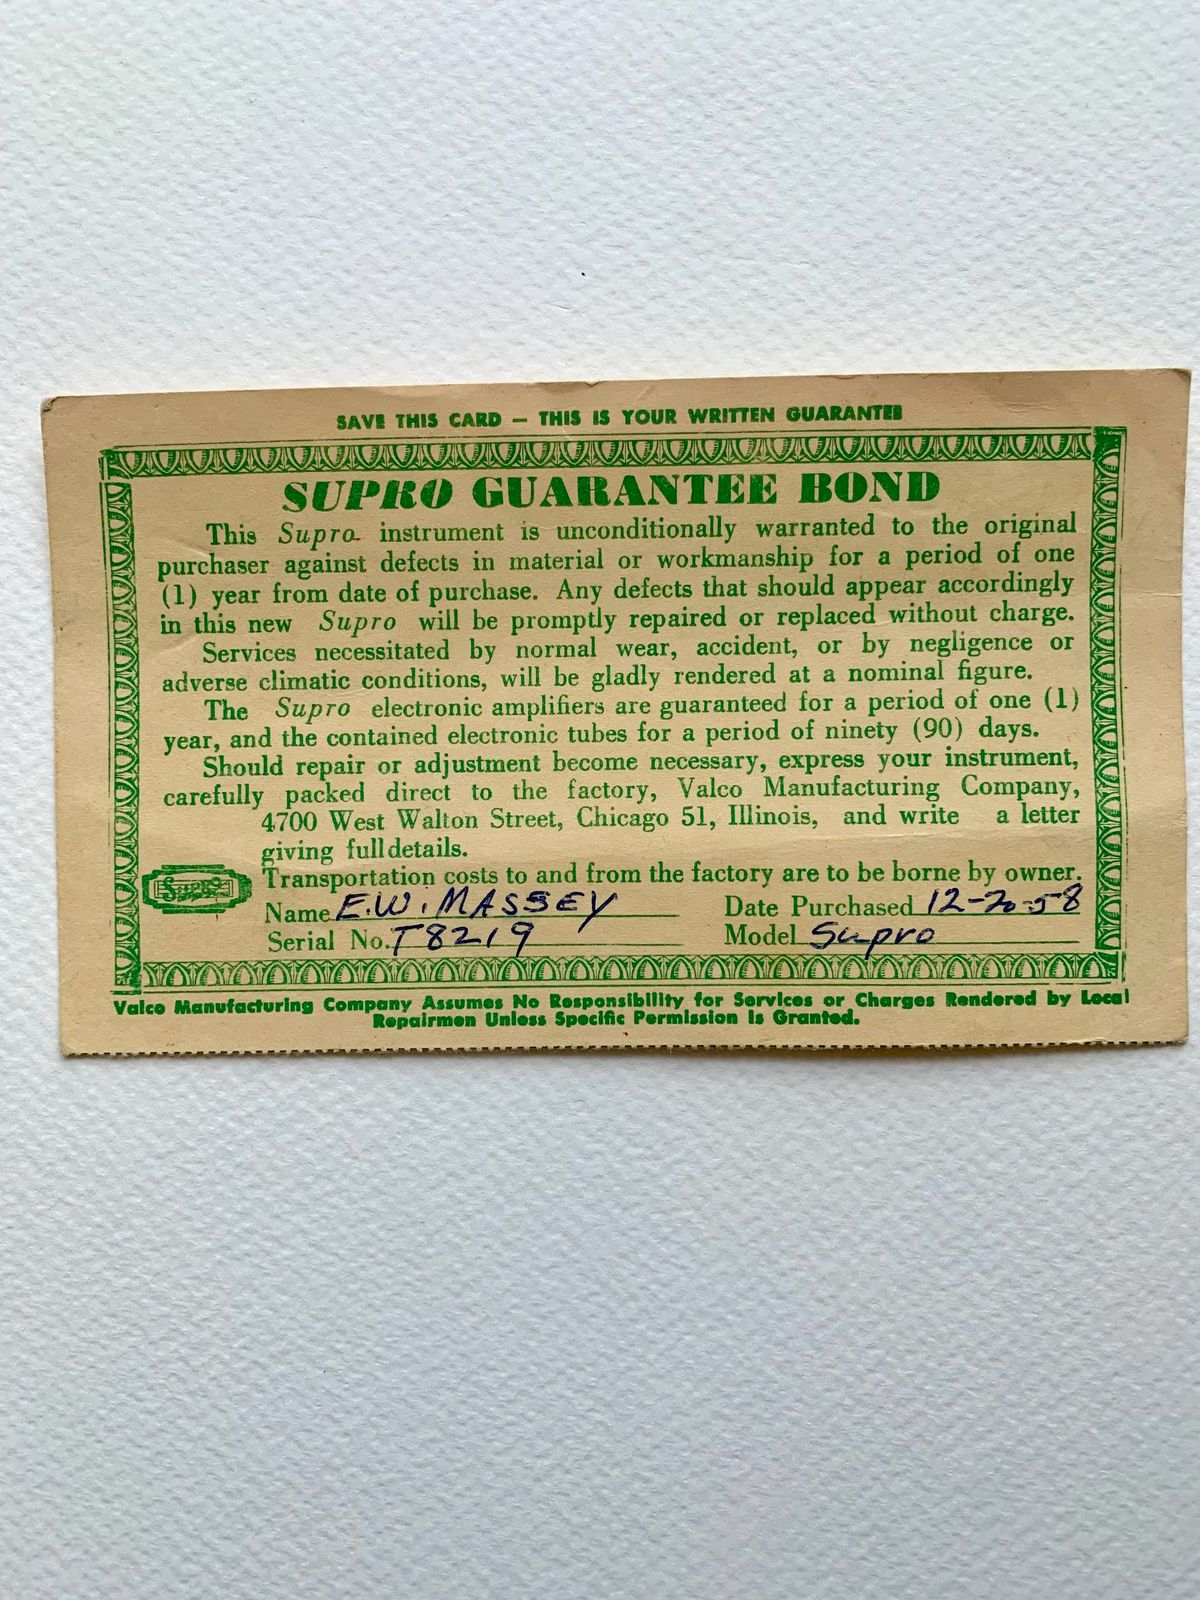 SAVE THIS CARD — THIS IS YOUR WRITTEN GUARANTEE
SUPRO GUARANTEE BOND
This Supro instrument is unconditionally warranted to the original
purchaser against defects in material or workmanship for a period of one
(1) year from date of purchase. Any defects that should appear accordingly
in this new Supro will be promptly repaired or replaced without charge.
Services necessitated by normal wear, accident, or by negligence or
adverse climatic conditions, will be gladly rendered at a nominal figure.
The Supro electronic amplifiers are guaranteed for a period of one (1)
year, and the contained electronic tubes for a period of ninety (90) days.
Should repair or adjustment become necessary, express your instrument,
carefully packed direct to the factory, Valco Manufacturing Company,
4700 West Walton Street, Chicago 51, Illinois, and write a letter
giving full details.
Transportation costs to and from the factory are to be borne by owner.
Supro
Name E.W. MASSEY Date Purchased 12-20-58
Serial No. T8219 Model Supro
Valco Manufacturing Company Assumes No Responsibility for Services or Charges Rendered by Local
Repairmen Unless Specific Permission Is Granted.